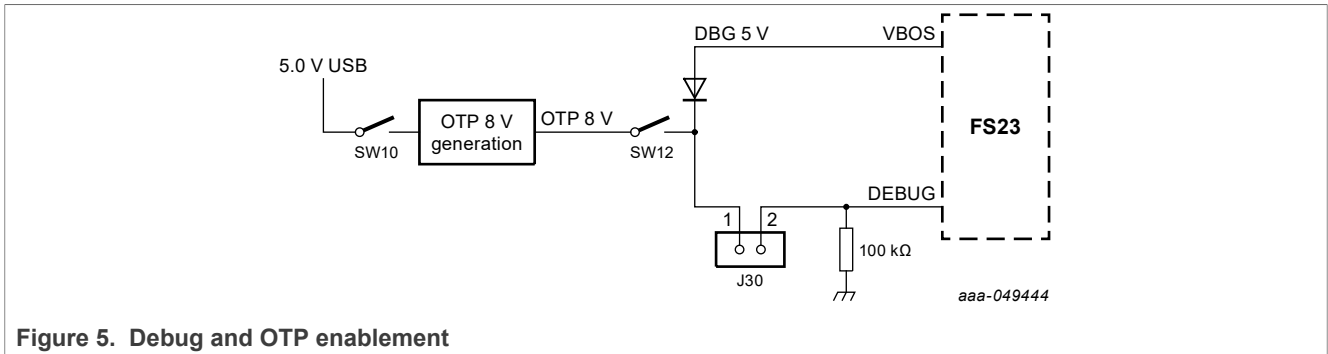 DBG 5 V VBOS
5.0 V USB
OTP 8 V
generation
OTP 8 V
FS23
SW10
SW12
DEBUG
1 2
100 kΩ
J30
aaa-049444
Figure 5. Debug and OTP enablement